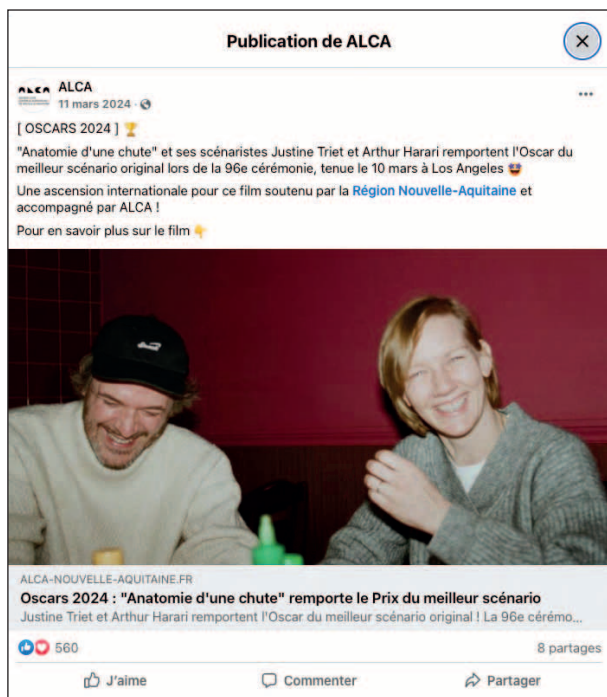 Publication de ALCA
ALCA
ALCA
11 mars 2024 ·
[ OSCARS 2024 ] 🏆
"Anatomie d'une chute" et ses scénaristes Justine Triet et Arthur Harari remportent l'Oscar du
meilleur scénario original lors de la 96e cérémonie, tenue le 10 mars à Los Angeles 🤩
Une ascension internationale pour ce film soutenu par la Région Nouvelle-Aquitaine et
accompagné par ALCA !
Pour en savoir plus sur le film 👇
ALCA-NOUVELLE-AQUITAINE.FR
Oscars 2024 : "Anatomie d'une chute" remporte le Prix du meilleur scénario
Justine Triet et Arthur Harari remportent l'Oscar du meilleur scénario original ! La 96e cérémo...
560
8 partages
J'aime
Commenter
Partager